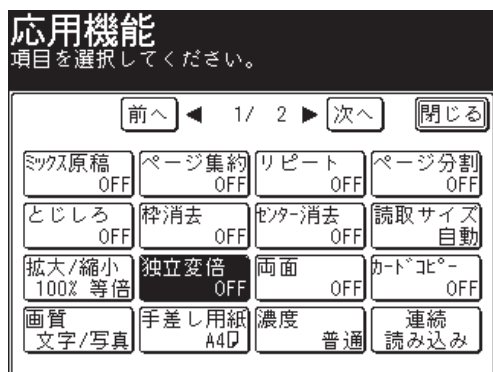 応用機能
項目を選択してください。
前へ ◀ 1/ 2 ▶ 次へ 閉じる
ﾐｯｸｽ原稿 ページ集約 リピート ページ分割
OFF OFF OFF OFF
とじしろ 枠消去 ｾﾝﾀｰ消去 読取サイズ
OFF OFF OFF 自動
拡大/縮小 独立変倍 両面 ｶｰﾄﾞｺﾋﾟｰ
100% 等倍 OFF OFF OFF
画質 手差し用紙 濃度 連続
文字/写真 A4 普通 読み込み